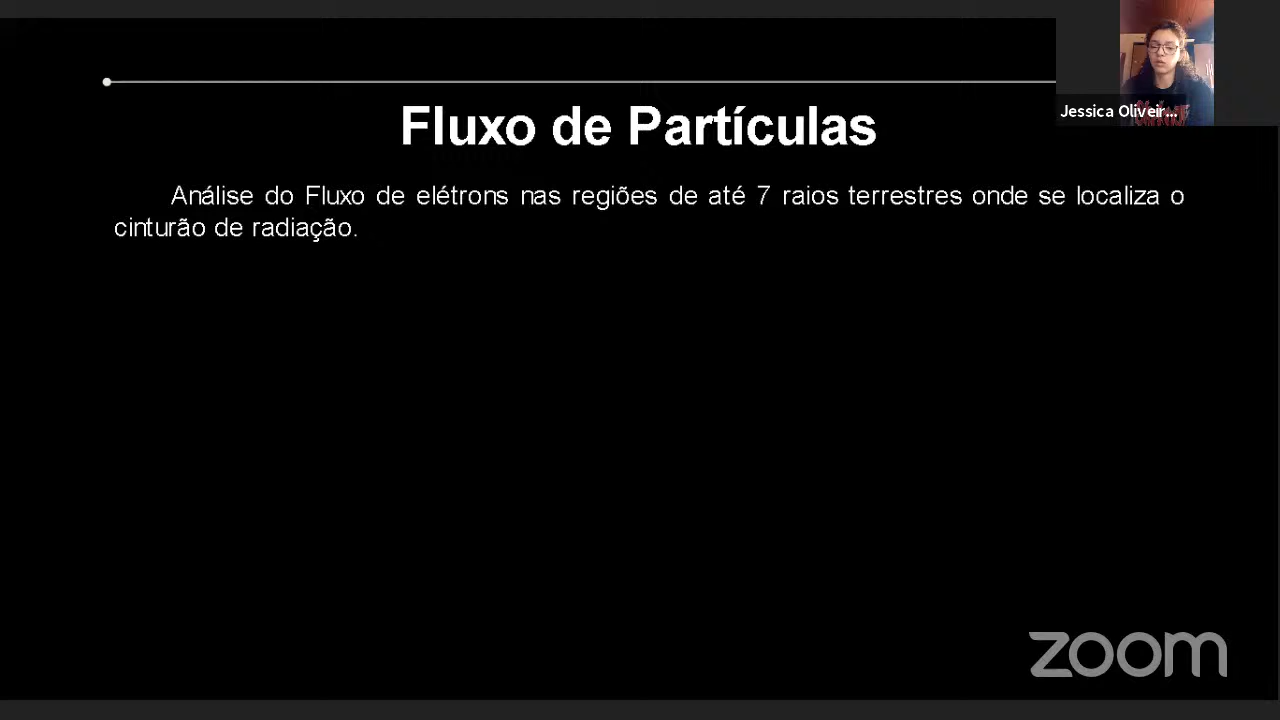 Fluxo de Partículas
Análise do Fluxo de elétrons nas regiões de até 7 raios terrestres onde se localiza o
cinturão de radiação.
Jessica Oliveir...
zoom